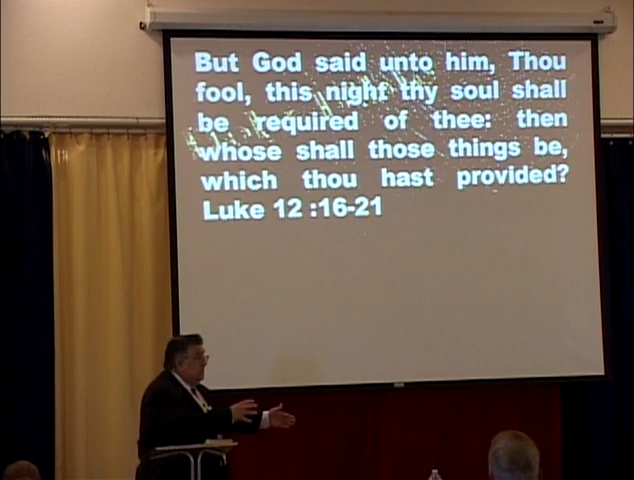 But God said unto him, Thou
fool, this night thy soul shall
be required of thee: then
whose shall those things be,
which thou hast provided?
Luke 12 :16-21